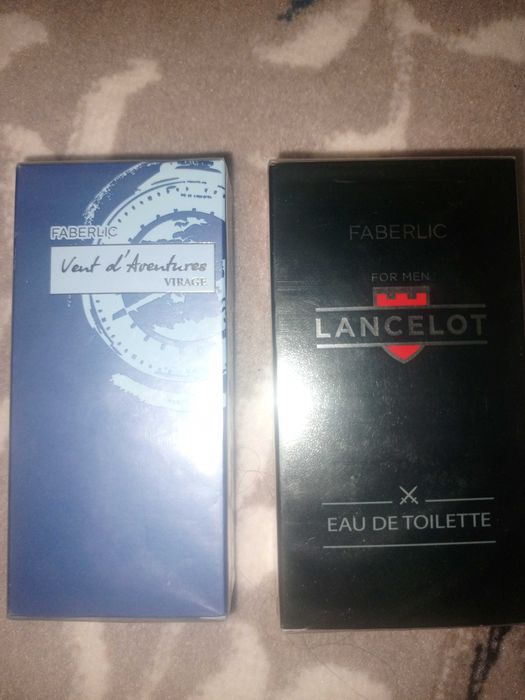 FABERLIC
Vent d'Aventures
VIRAGE
FABERLIC
FOR MEN
LANCELOT
EAU DE TOILETTE